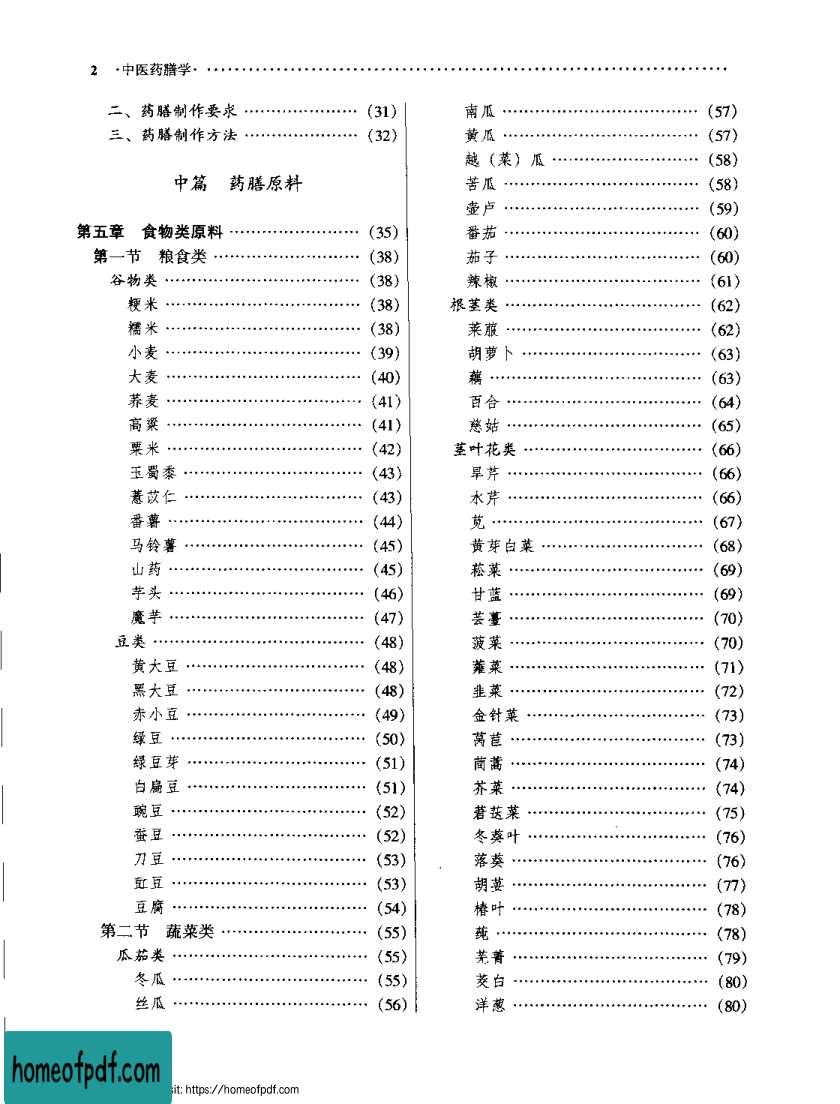 2 ·中医药膳学· ……………………………………………………
二、药膳制作要求 ………………… (31)
三、药膳制作方法 ………………… (32)
中篇 药膳原料
第五章 食物类原料 …………………… (35)
第一节 粮食类 ……………………… (38)
谷物类 ……………………………… (38)
粳米 ……………………………… (38)
糯米 ……………………………… (38)
小麦 ……………………………… (39)
大麦 ……………………………… (40)
荞麦 ……………………………… (41)
高粱 ……………………………… (41)
粟米 ……………………………… (42)
玉蜀黍 …………………………… (43)
薏苡仁 …………………………… (43)
番薯 ……………………………… (44)
马铃薯 …………………………… (45)
山药 ……………………………… (45)
芋头 ……………………………… (46)
魔芋 ……………………………… (47)
豆类 ………………………………… (48)
黄大豆 …………………………… (48)
黑大豆 …………………………… (48)
赤小豆 …………………………… (49)
绿豆 ……………………………… (50)
绿豆芽 …………………………… (51)
白扁豆 …………………………… (51)
豌豆 ……………………………… (52)
蚕豆 ……………………………… (52)
刀豆 ……………………………… (53)
豇豆 ……………………………… (53)
豆腐 ……………………………… (54)
第二节 蔬菜类 ……………………… (55)
瓜茄类 ……………………………… (55)
冬瓜 ……………………………… (55)
丝瓜 ……………………………… (56)
南瓜 ……………………………… (57)
黄瓜 ……………………………… (57)
越（菜）瓜 ……………………… (58)
苦瓜 ……………………………… (58)
壶卢 ……………………………… (59)
番茄 ……………………………… (60)
茄子 ……………………………… (60)
辣椒 ……………………………… (61)
根茎类 ……………………………… (62)
莱菔 ……………………………… (62)
胡萝卜 …………………………… (63)
藕 ………………………………… (63)
百合 ……………………………… (64)
慈姑 ……………………………… (65)
茎叶花类 …………………………… (66)
旱芹 ……………………………… (66)
水芹 ……………………………… (66)
苋 ………………………………… (67)
黄芽白菜 ………………………… (68)
菘菜 ……………………………… (69)
甘蓝 ……………………………… (69)
芸薹 ……………………………… (70)
菠菜 ……………………………… (70)
蕹菜 ……………………………… (71)
韭菜 ……………………………… (72)
金针菜 …………………………… (73)
莴苣 ……………………………… (73)
茼蒿 ……………………………… (74)
芥菜 ……………………………… (74)
莙荙菜 …………………………… (75)
冬葵叶 …………………………… (76)
落葵 ……………………………… (76)
胡荽 ……………………………… (77)
椿叶 ……………………………… (78)
莼 ………………………………… (78)
芜菁 ……………………………… (79)
茭白 ……………………………… (80)
洋葱 ……………………………… (80)
homeofpdf.com
sit: https://homeofpdf.com